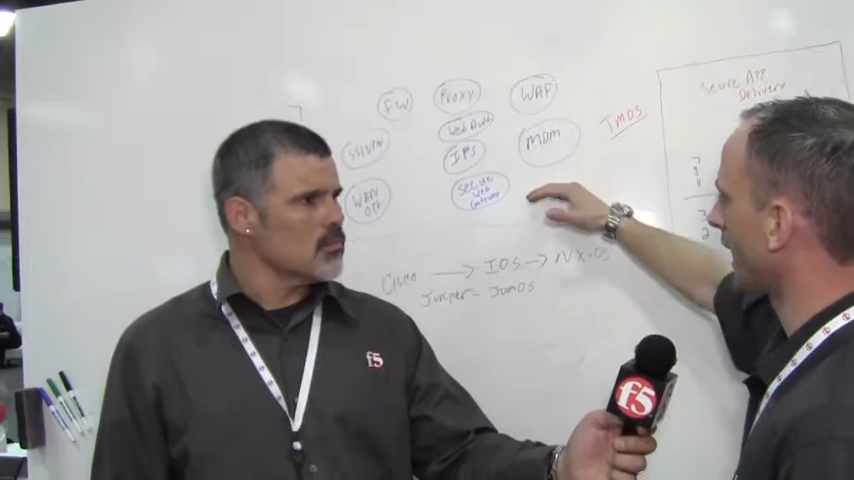 FW
Proxy
WAF
Web Auth
SSLVPN
IPS
MDM
TMOS
WAN
OPT
Secure
Web
Gateway
Secure App
Delivery
Cisco → IOS → NX-OS
Juniper - JunOS
f5
f5